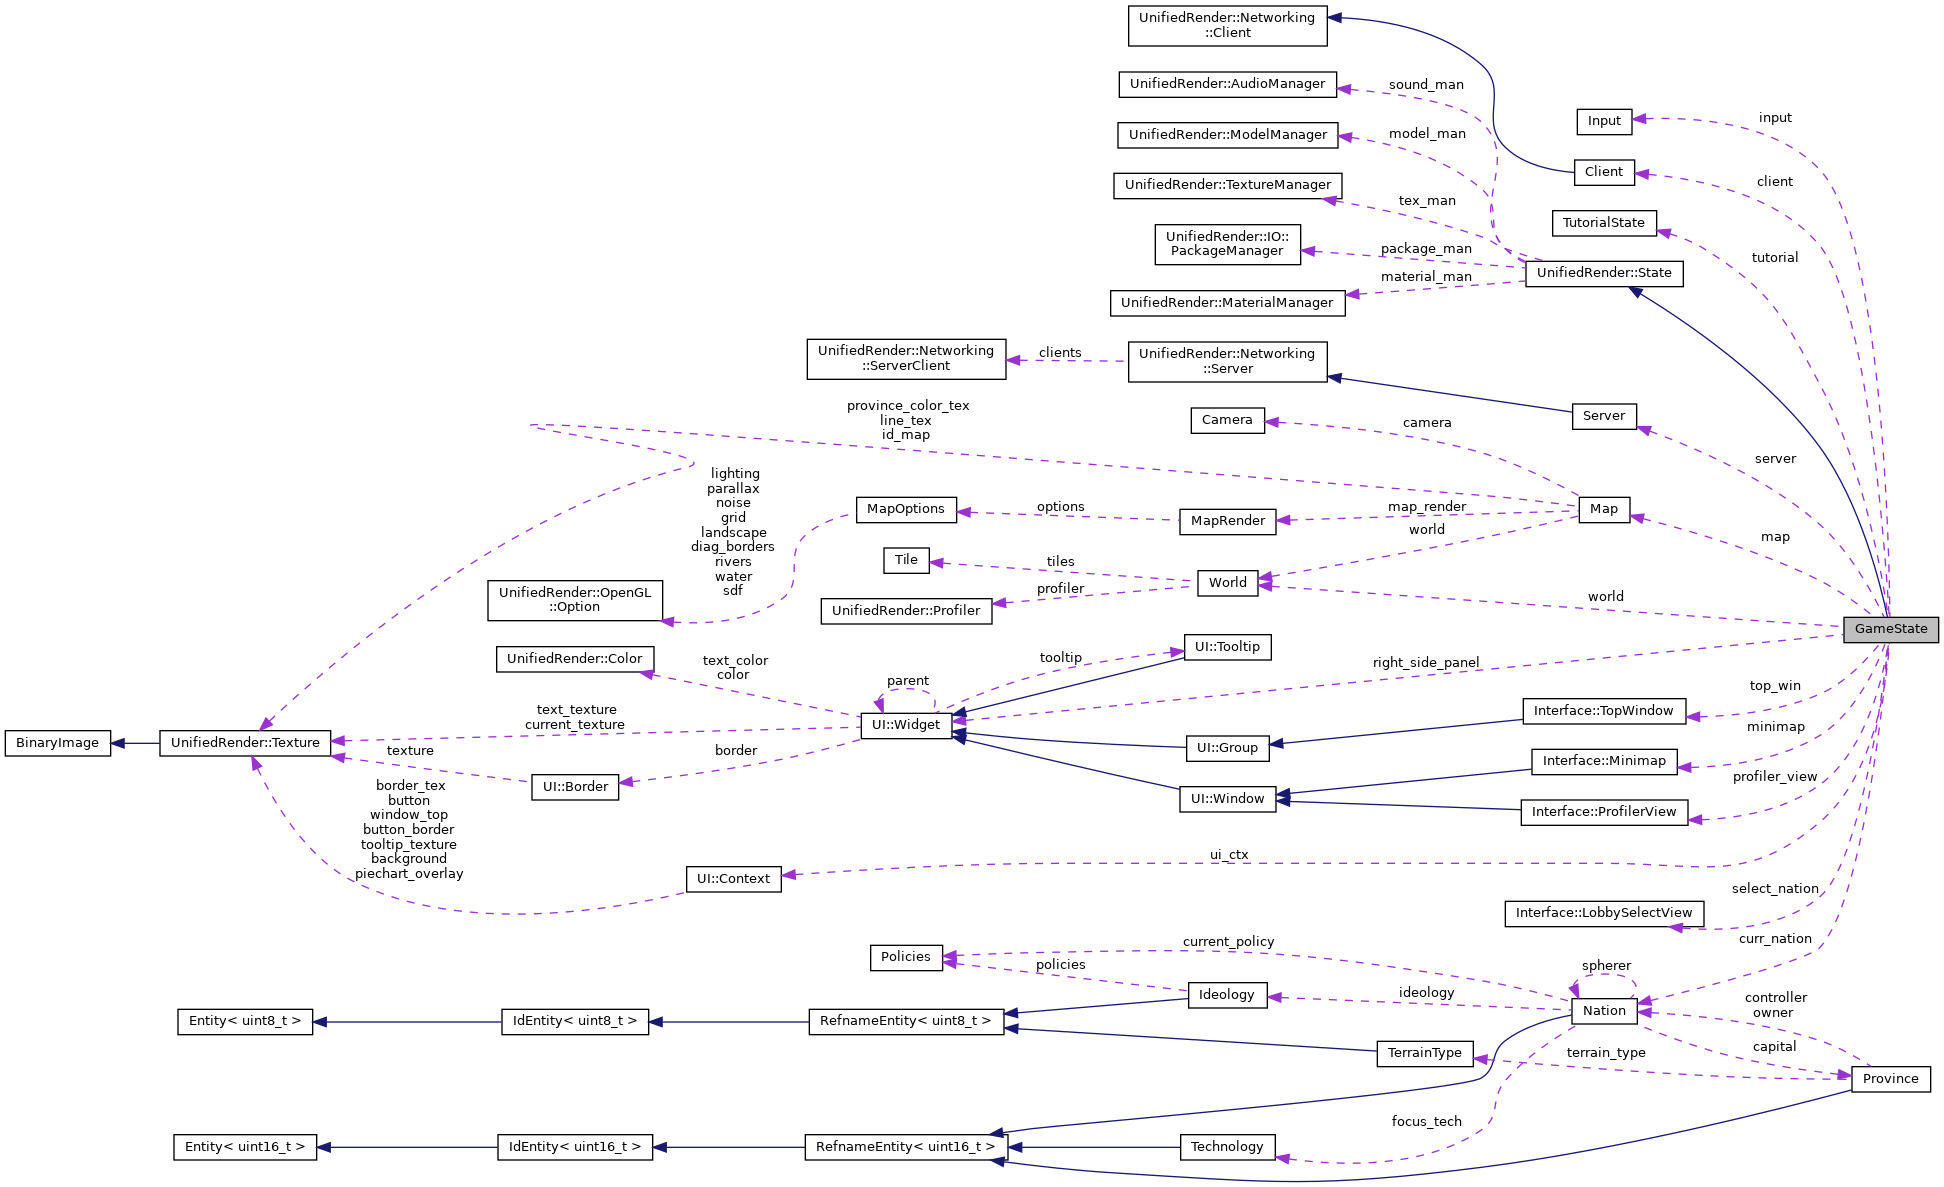 UnifiedRender::Networking
::Client
UnifiedRender::AudioManager
sound_man
Input
input
UnifiedRender::ModelManager
model_man
Client
client
UnifiedRender::TextureManager
tex_man
TutorialState
tutorial
UnifiedRender::IO::
PackageManager
package_man
UnifiedRender::State
UnifiedRender::MaterialManager
material_man
UnifiedRender::Networking
::ServerClient
clients
UnifiedRender::Networking
::Server
Server
server
province_color_tex
line_tex
id_map
Camera
camera
lighting
parallax
noise
grid
landscape
diag_borders
rivers
water
sdf
MapOptions
options
MapRender
map_render
world
Map
map
Tile
tiles
World
world
UnifiedRender::Profiler
profiler
UnifiedRender::OpenGL
::Option
GameState
UnifiedRender::Color
text_color
color
tooltip
UI::Tooltip
right_side_panel
parent
UI::Widget
text_texture
current_texture
top_win
Interface::TopWindow
minimap
BinaryImage
UnifiedRender::Texture
texture
border
UI::Group
Interface::Minimap
UI::Border
UI::Window
profiler_view
Interface::ProfilerView
border_tex
button
window_top
button_border
tooltip_texture
background
piechart_overlay
UI::Context
ui_ctx
select_nation
Interface::LobbySelectView
curr_nation
Policies
current_policy
policies
spherer
Ideology
ideology
Nation
controller
owner
Entity< uint8_t >
IdEntity< uint8_t >
RefnameEntity< uint8_t >
capital
TerrainType
terrain_type
Province
focus_tech
Entity< uint16_t >
IdEntity< uint16_t >
RefnameEntity< uint16_t >
Technology